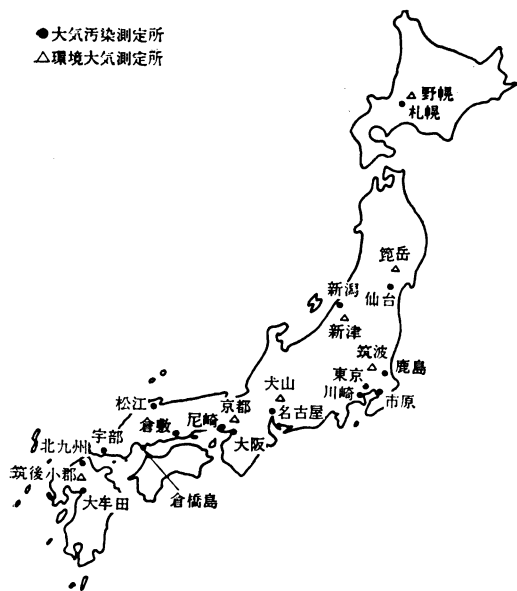 ●大気汚染測定所
△環境大気測定所
野幌
札幌
箆岳
仙台
新潟
新津
筑波
鹿島
東京
川崎
市原
犬山
名古屋
京都
尼崎
大阪
松江
倉敷
宇部
北九州
筑後小郡
大牟田
倉橋島